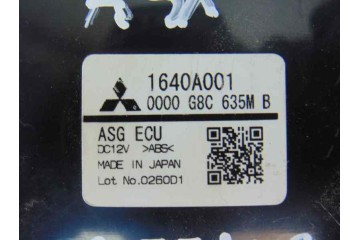 1640A001
0000 G8C 635M B
ASG ECU
DC12V >ABS<
MADE IN JAPAN
Lot No.0260D1